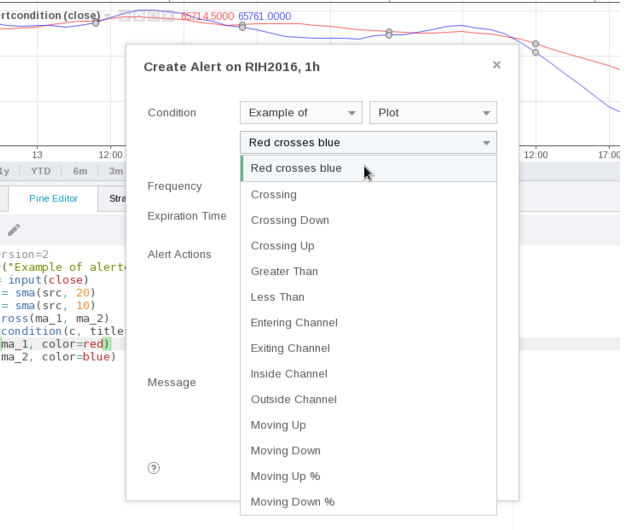 ertcondition (close) 65714.5000 65761.0000
Create Alert on RIH2016, 1h ×
Condition Example of Plot
Red crosses blue
13 12:00 12:00 17:00
1y YTD 6m 3m
Red crosses blue
Frequency
Crossing
Pine Editor Stra
Expiration Time
Crossing Down
Crossing Up
Alert Actions
Greater Than
Less Than
Entering Channel
Exiting Channel
Inside Channel
Message
Outside Channel
Moving Up
Moving Down
Moving Up %
Moving Down %
?
ersion=2
("Example of alertc
= input(close)
= sma(src, 20)
= sma(src, 10)
ross(ma_1, ma_2)
condition(c, title
ma_1, color=red)
ma_2, color=blue)